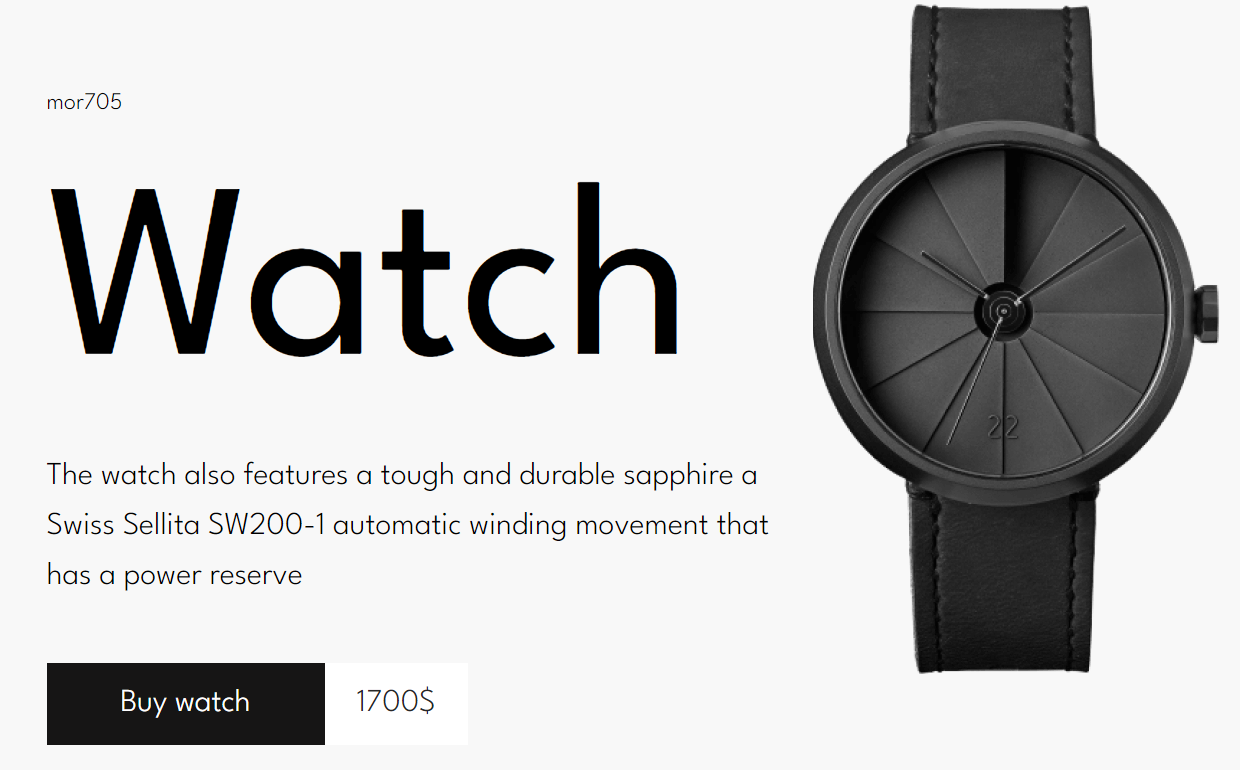 mor705
Watch
The watch also features a tough and durable sapphire a
Swiss Sellita SW200-1 automatic winding movement that
has a power reserve
Buy watch
1700$
22